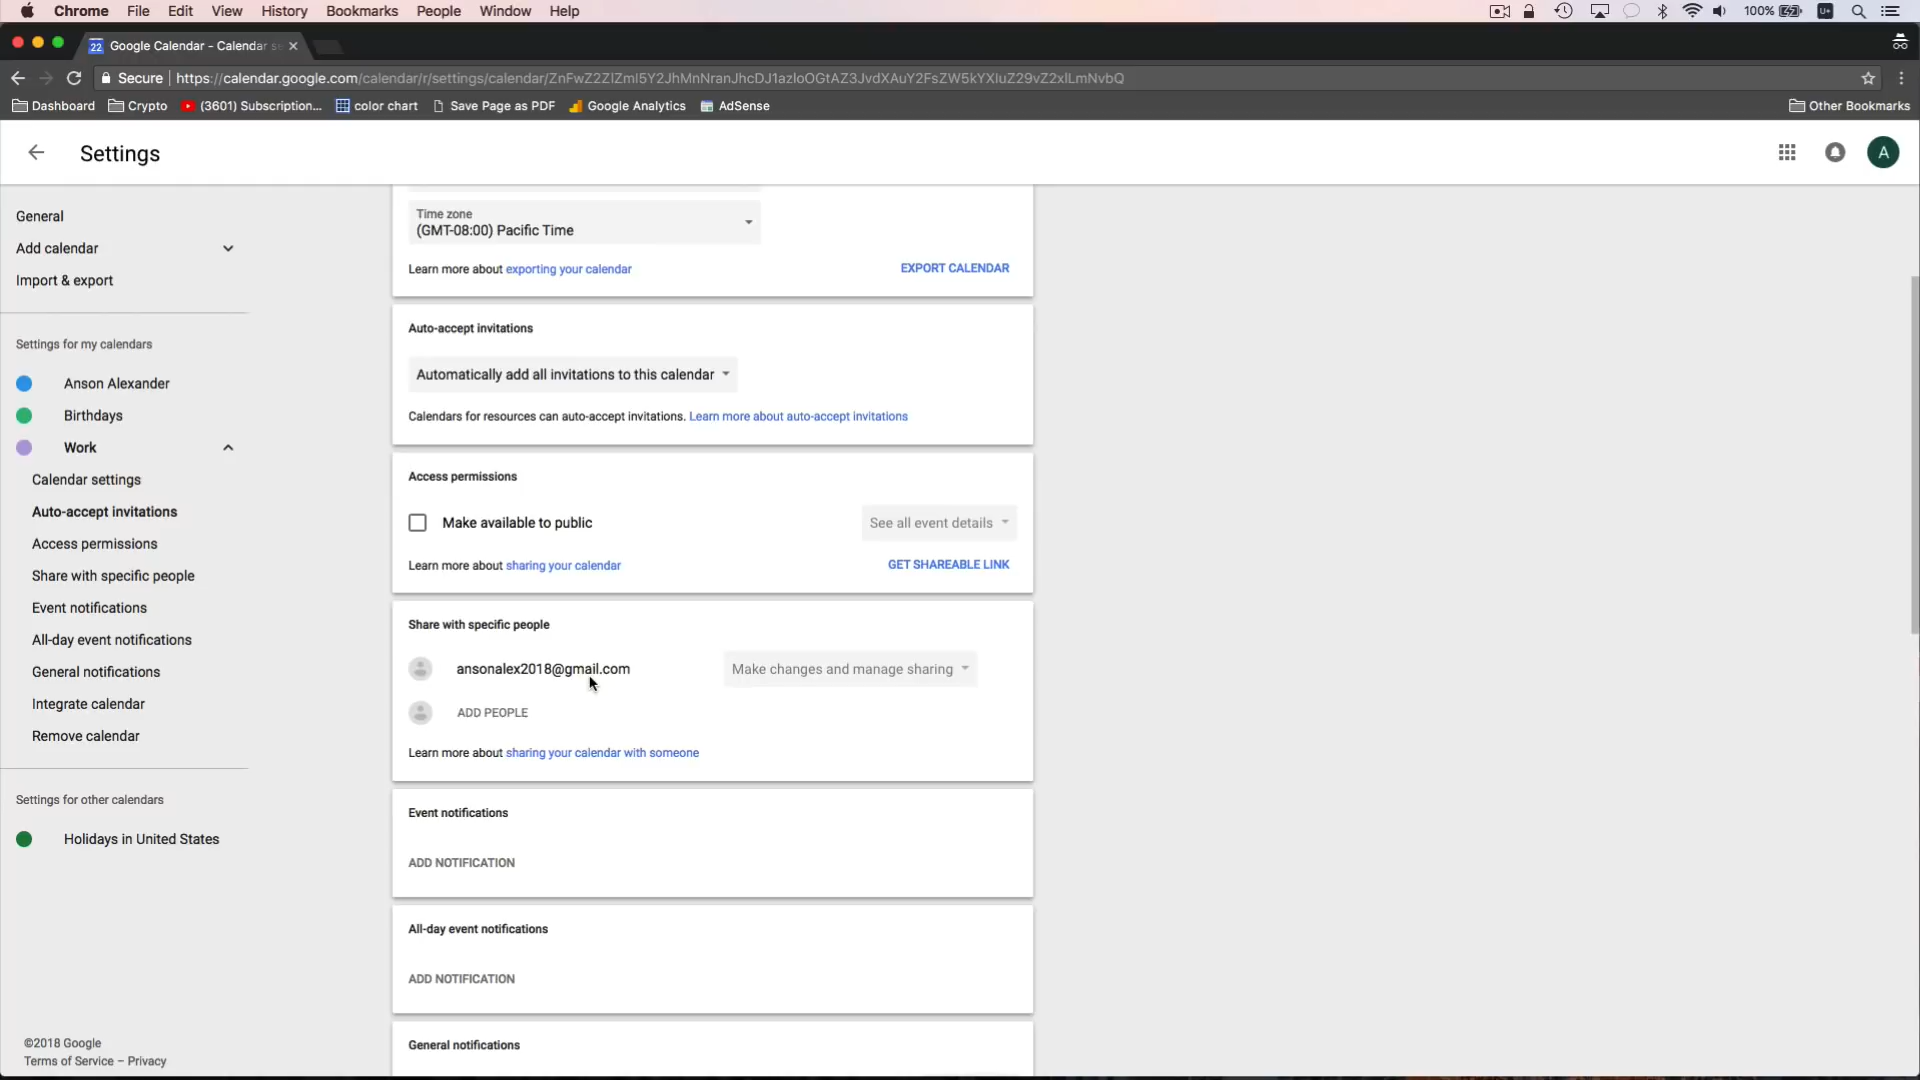 Chrome File Edit View History Bookmarks People Window Help 100%
22 Google Calendar - Calendar
Secure https://calendar.google.com/calendar/r/settings/calendar/ZnFwZ2ZlZml5Y2JhMnNranJhcDJ1azloOGtAZ3JvdXAuY2FsZW5kYXIuZ29vZ2xlLmNvbQ
Dashboard Crypto (3601) Subscription... color chart Save Page as PDF Google Analytics AdSense Other Bookmarks
Settings A
General
Add calendar
Import & export
Settings for my calendars
Anson Alexander
Birthdays
Work
Calendar settings
Auto-accept invitations
Access permissions
Share with specific people
Event notifications
All-day event notifications
General notifications
Integrate calendar
Remove calendar
Settings for other calendars
Holidays in United States
©2018 Google
Terms of Service – Privacy
Time zone
(GMT-08:00) Pacific Time
Learn more about exporting your calendar EXPORT CALENDAR
Auto-accept invitations
Automatically add all invitations to this calendar
Calendars for resources can auto-accept invitations. Learn more about auto-accept invitations
Access permissions
Make available to public See all event details
Learn more about sharing your calendar GET SHAREABLE LINK
Share with specific people
ansonalex2018@gmail.com Make changes and manage sharing
ADD PEOPLE
Learn more about sharing your calendar with someone
Event notifications
ADD NOTIFICATION
All-day event notifications
ADD NOTIFICATION
General notifications